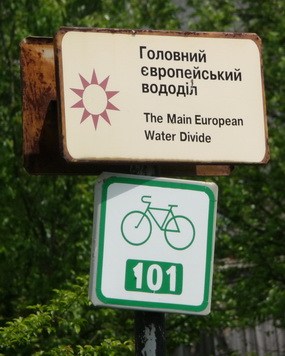 Головний
європейський
вододіл
The Main European
Water Divide
101